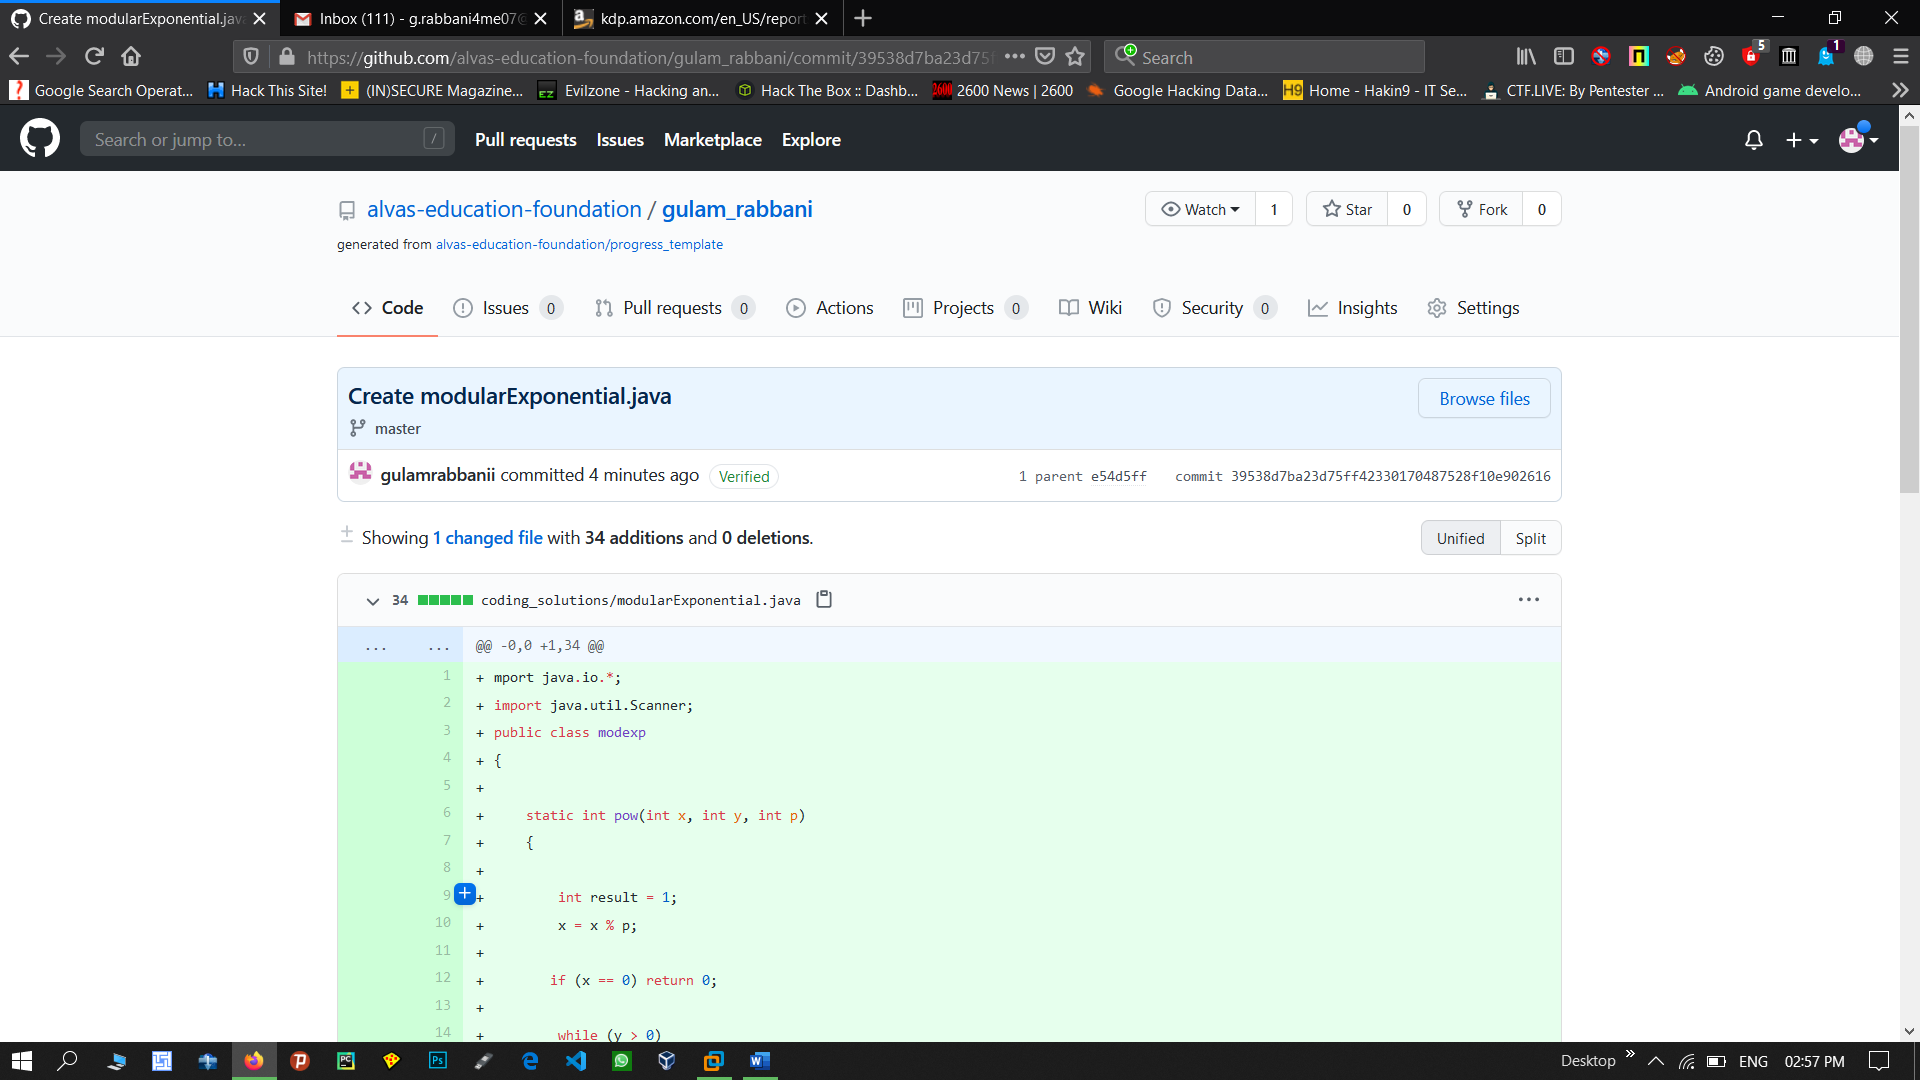 Create modularExponential.java
Inbox (111) - g.rabbani4me07@
kdp.amazon.com/en_US/report
https://github.com/alvas-education-foundation/gulam_rabbani/commit/39538d7ba23d75f
Search
5
1
Google Search Operat...
Hack This Site!
(IN)SECURE Magazine...
EZ
Evilzone - Hacking an...
Hack The Box :: Dashb...
2600
2600 News | 2600
Google Hacking Data...
H9
Home - Hakin9 - IT Se...
CTF.LIVE: By Pentester ...
Android game develo...
Search or jump to...
/
Pull requests
Issues
Marketplace
Explore
alvas-education-foundation / gulam_rabbani
Watch 1
Star 0
Fork 0
generated from alvas-education-foundation/progress_template
Code
Issues 0
Pull requests 0
Actions
Projects 0
Wiki
Security 0
Insights
Settings
Create modularExponential.java
Browse files
master
gulamrabbanii committed 4 minutes ago Verified
1 parent e54d5ff commit 39538d7ba23d75ff42330170487528f10e902616
Showing 1 changed file with 34 additions and 0 deletions.
Unified Split
34 coding_solutions/modularExponential.java
... ... @@ -0,0 +1,34 @@
1 + mport java.io.*;
2 + import java.util.Scanner;
3 + public class modexp
4 + {
5 +
6 + static int pow(int x, int y, int p)
7 + {
8 +
9 + int result = 1;
10 + x = x % p;
11 +
12 + if (x == 0) return 0;
13 +
14 + while (y > 0)
PC
Ps
Desktop
ENG
02:57 PM